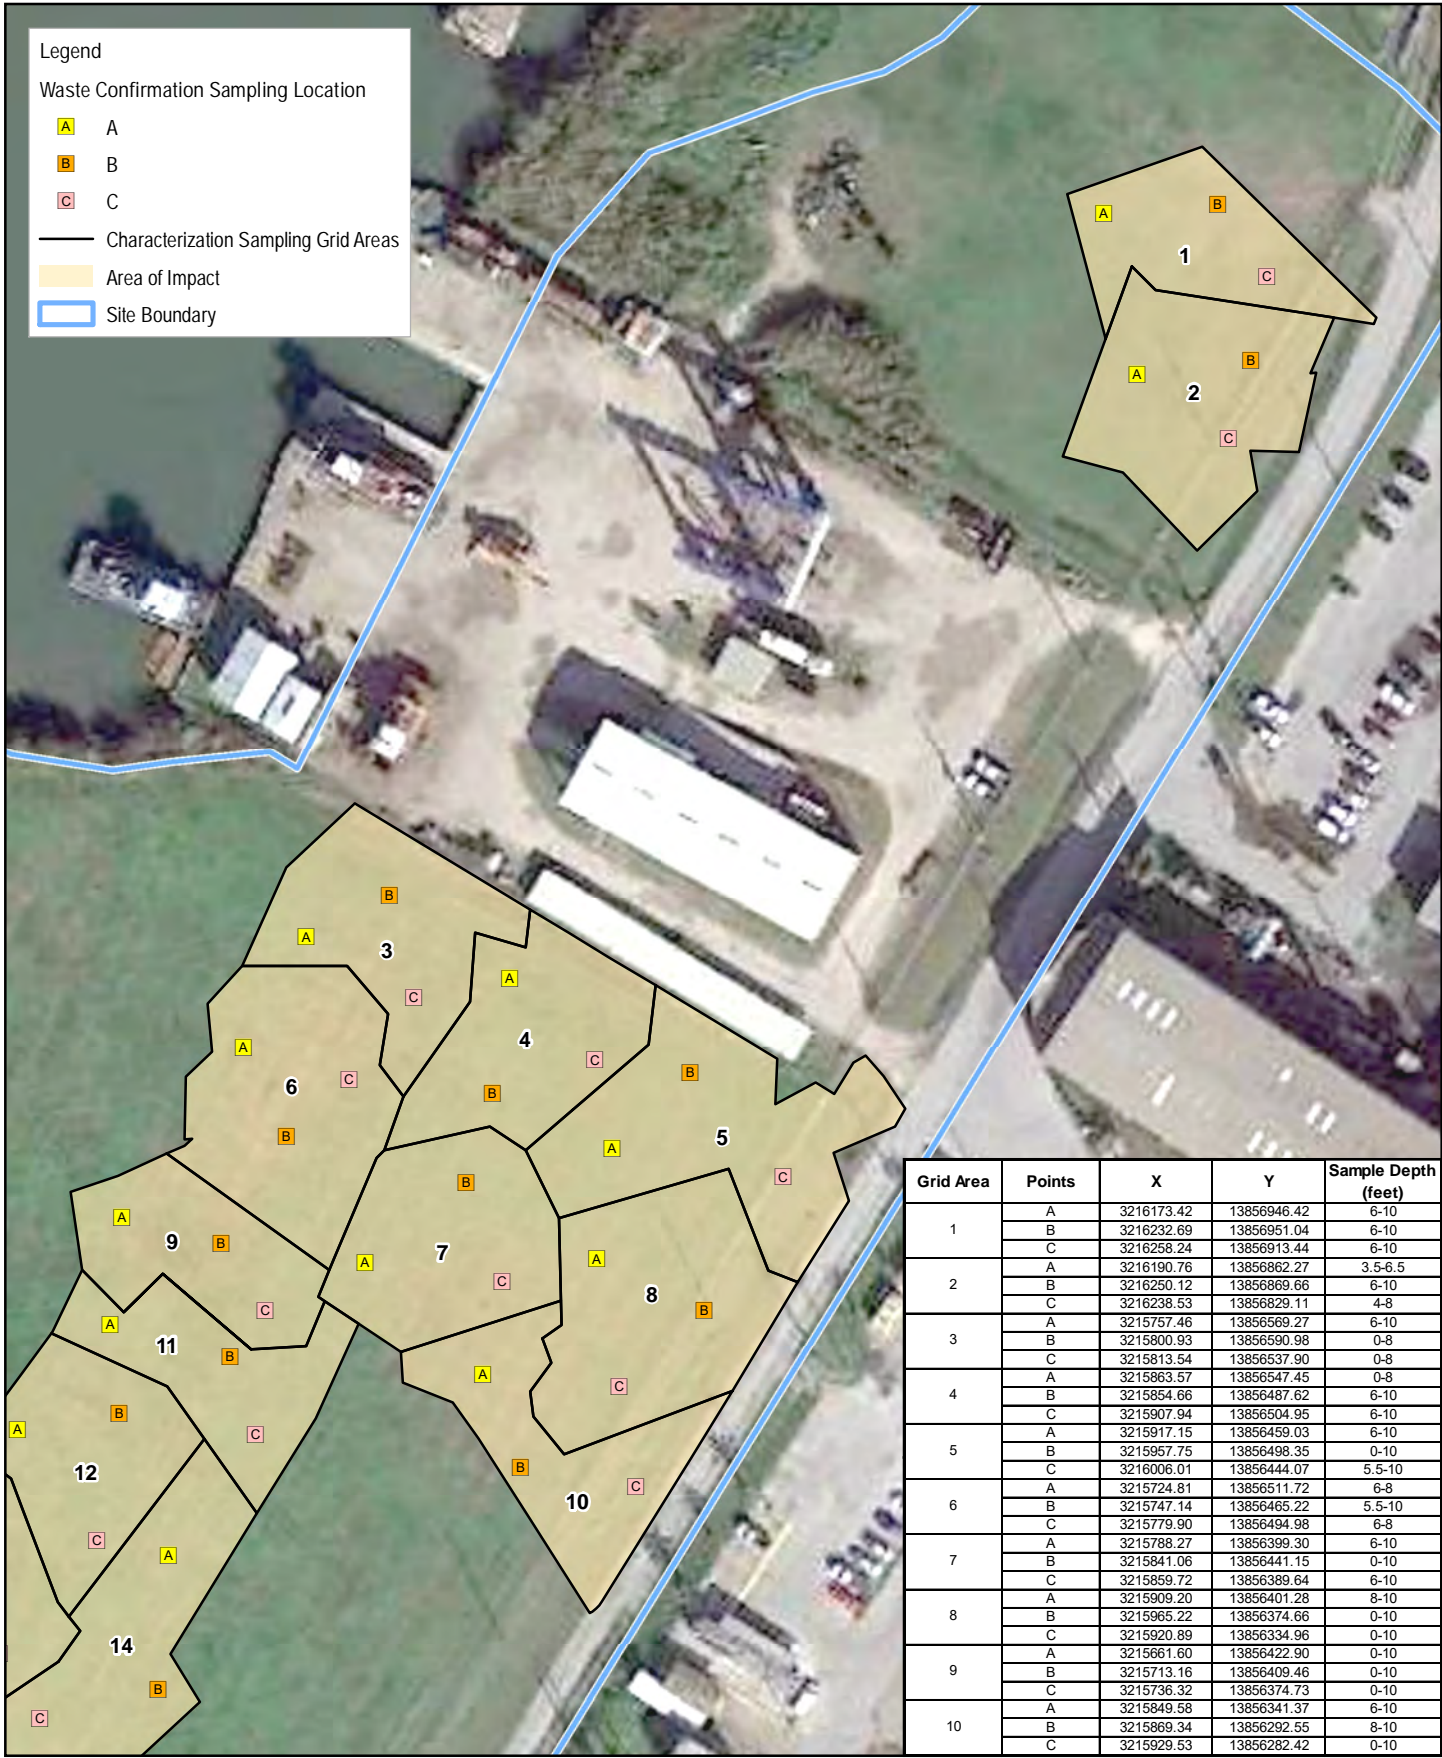 Legend
Waste Confirmation Sampling Location
A A
B B
C C
Characterization Sampling Grid Areas
Area of Impact
Site Boundary
A
B
1
C
A
B
2
C
B
A
3
C
A
4
C
B
B
5
A
C
A
6
C
B
B
7
A
C
A
8
B
C
A
9
B
C
A
11
B
C
A
B
10
C
A
B
12
C
A
14
B
C
Grid Area Points X Y Sample Depth (feet)
1 A 3216173.42 13856946.42 6-10
B 3216232.69 13856951.04 6-10
C 3216258.24 13856913.44 6-10
2 A 3216190.76 13856862.27 3.5-6.5
B 3216250.12 13856869.66 6-10
C 3216238.53 13856829.11 4-8
3 A 3215757.46 13856569.27 6-10
B 3215800.93 13856590.98 0-8
C 3215813.54 13856537.90 0-8
4 A 3215863.57 13856547.45 0-8
B 3215854.66 13856487.62 6-10
C 3215907.94 13856504.95 6-10
5 A 3215917.15 13856459.03 6-10
B 3215957.75 13856498.35 0-10
C 3216006.01 13856444.07 5.5-10
6 A 3215724.81 13856511.72 6-8
B 3215747.14 13856465.22 5.5-10
C 3215779.90 13856494.98 6-8
7 A 3215788.27 13856399.30 6-10
B 3215841.06 13856441.15 0-10
C 3215859.72 13856389.64 6-10
8 A 3215909.20 13856401.28 8-10
B 3215965.22 13856374.66 0-10
C 3215920.89 13856334.96 0-10
9 A 3215661.60 13856422.90 0-10
B 3215713.16 13856409.46 0-10
C 3215736.32 13856374.73 0-10
10 A 3215849.58 13856341.37 6-10
B 3215869.34 13856292.55 8-10
C 3215929.53 13856282.42 0-10